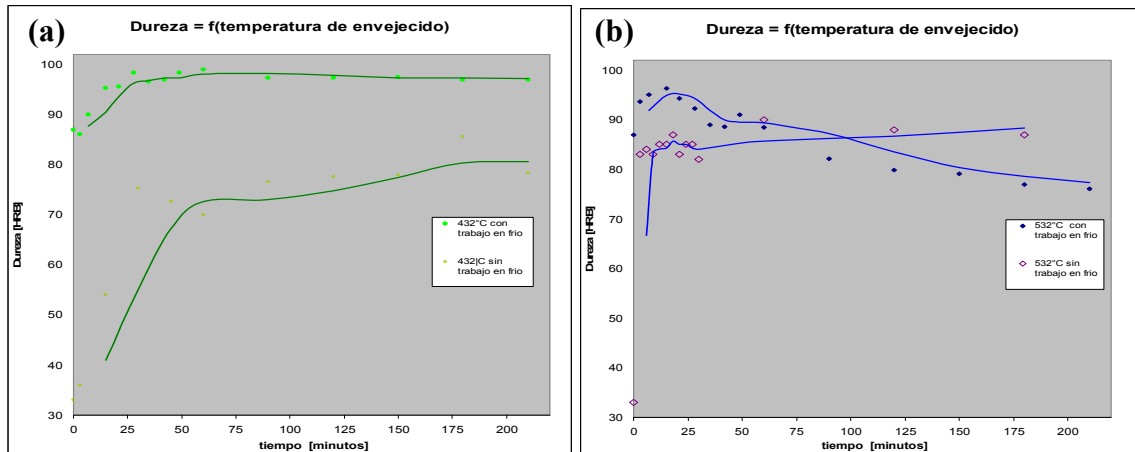 (a)
Dureza = f(temperatura de envejecido)
100
90
80
70
60
50
40
30
Dureza [HRB]
0
25
50
75
100
125
150
175
200
tiempo [minutos]
432°C con
trabajo en frio
432|C sin
trabajo en frio
(b)
Dureza = f(temperatura de envejecido)
100
90
80
70
60
50
40
30
Dureza [HRB]
0
25
50
75
100
125
150
175
200
tiempo [minutos]
532°C con
trabajo en frio
532°C sin
trabajo en frio